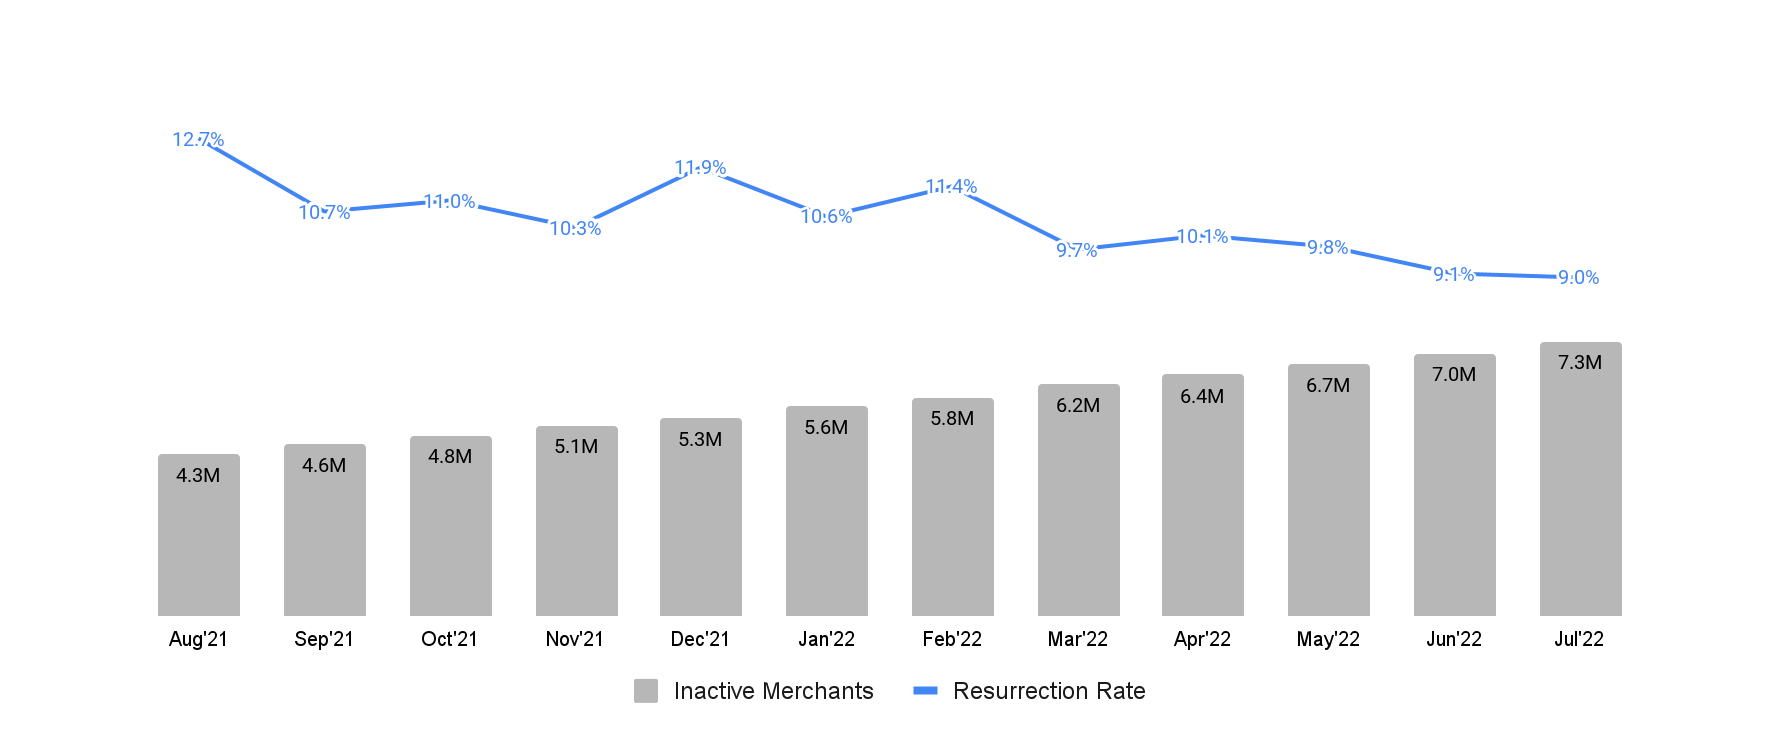 12.7%
10.7%
11.0%
10.3%
11.9%
10.6%
11.4%
9.7%
10.1%
9.8%
9.1%
9.0%
4.3M
4.6M
4.8M
5.1M
5.3M
5.6M
5.8M
6.2M
6.4M
6.7M
7.0M
7.3M
Aug'21 Sep'21 Oct'21 Nov'21 Dec'21 Jan'22 Feb'22 Mar'22 Apr'22 May'22 Jun'22 Jul'22
Inactive Merchants Resurrection Rate